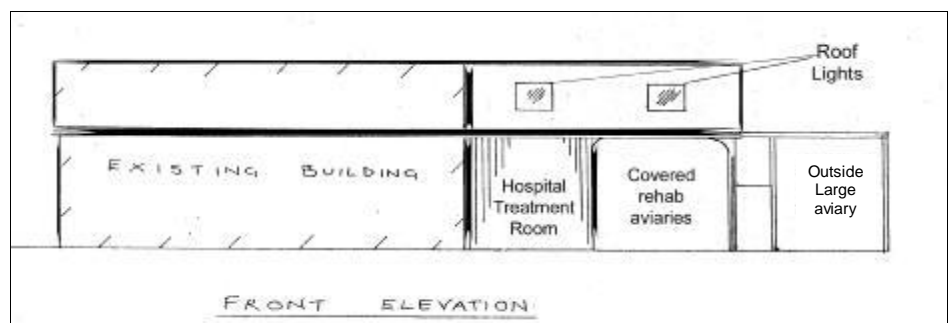 Roof
Lights
EXISTING BUILDING
Hospital
Treatment
Room
Covered
rehab
aviaries
Outside
Large
aviary
FRONT ELEVATION